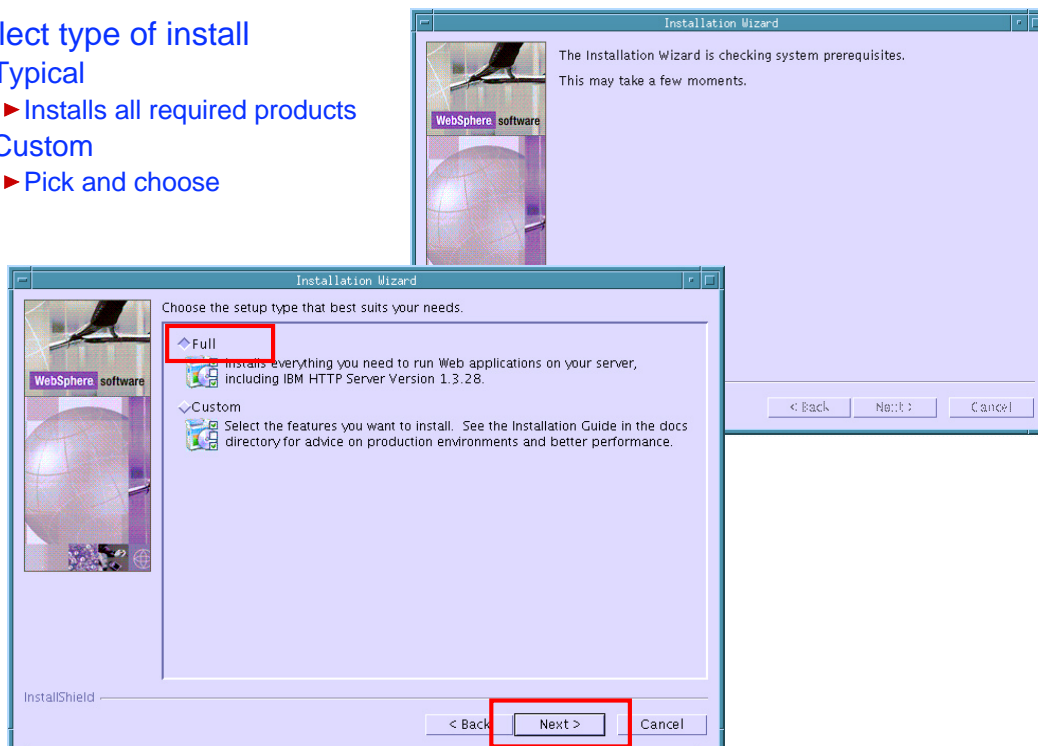 lect type of install
Typical
►Installs all required products
Custom
►Pick and choose
Installation Wizard
The Installation Wizard is checking system prerequisites.
This may take a few moments.
WebSphere software
< Back
Next >
Cancel
Installation Wizard
Choose the setup type that best suits your needs.
WebSphere software
Full
Installs everything you need to run Web applications on your server,
including IBM HTTP Server Version 1.3.28.
Custom
Select the features you want to install. See the Installation Guide in the docs
directory for advice on production environments and better performance.
InstallShield
< Back
Next >
Cancel